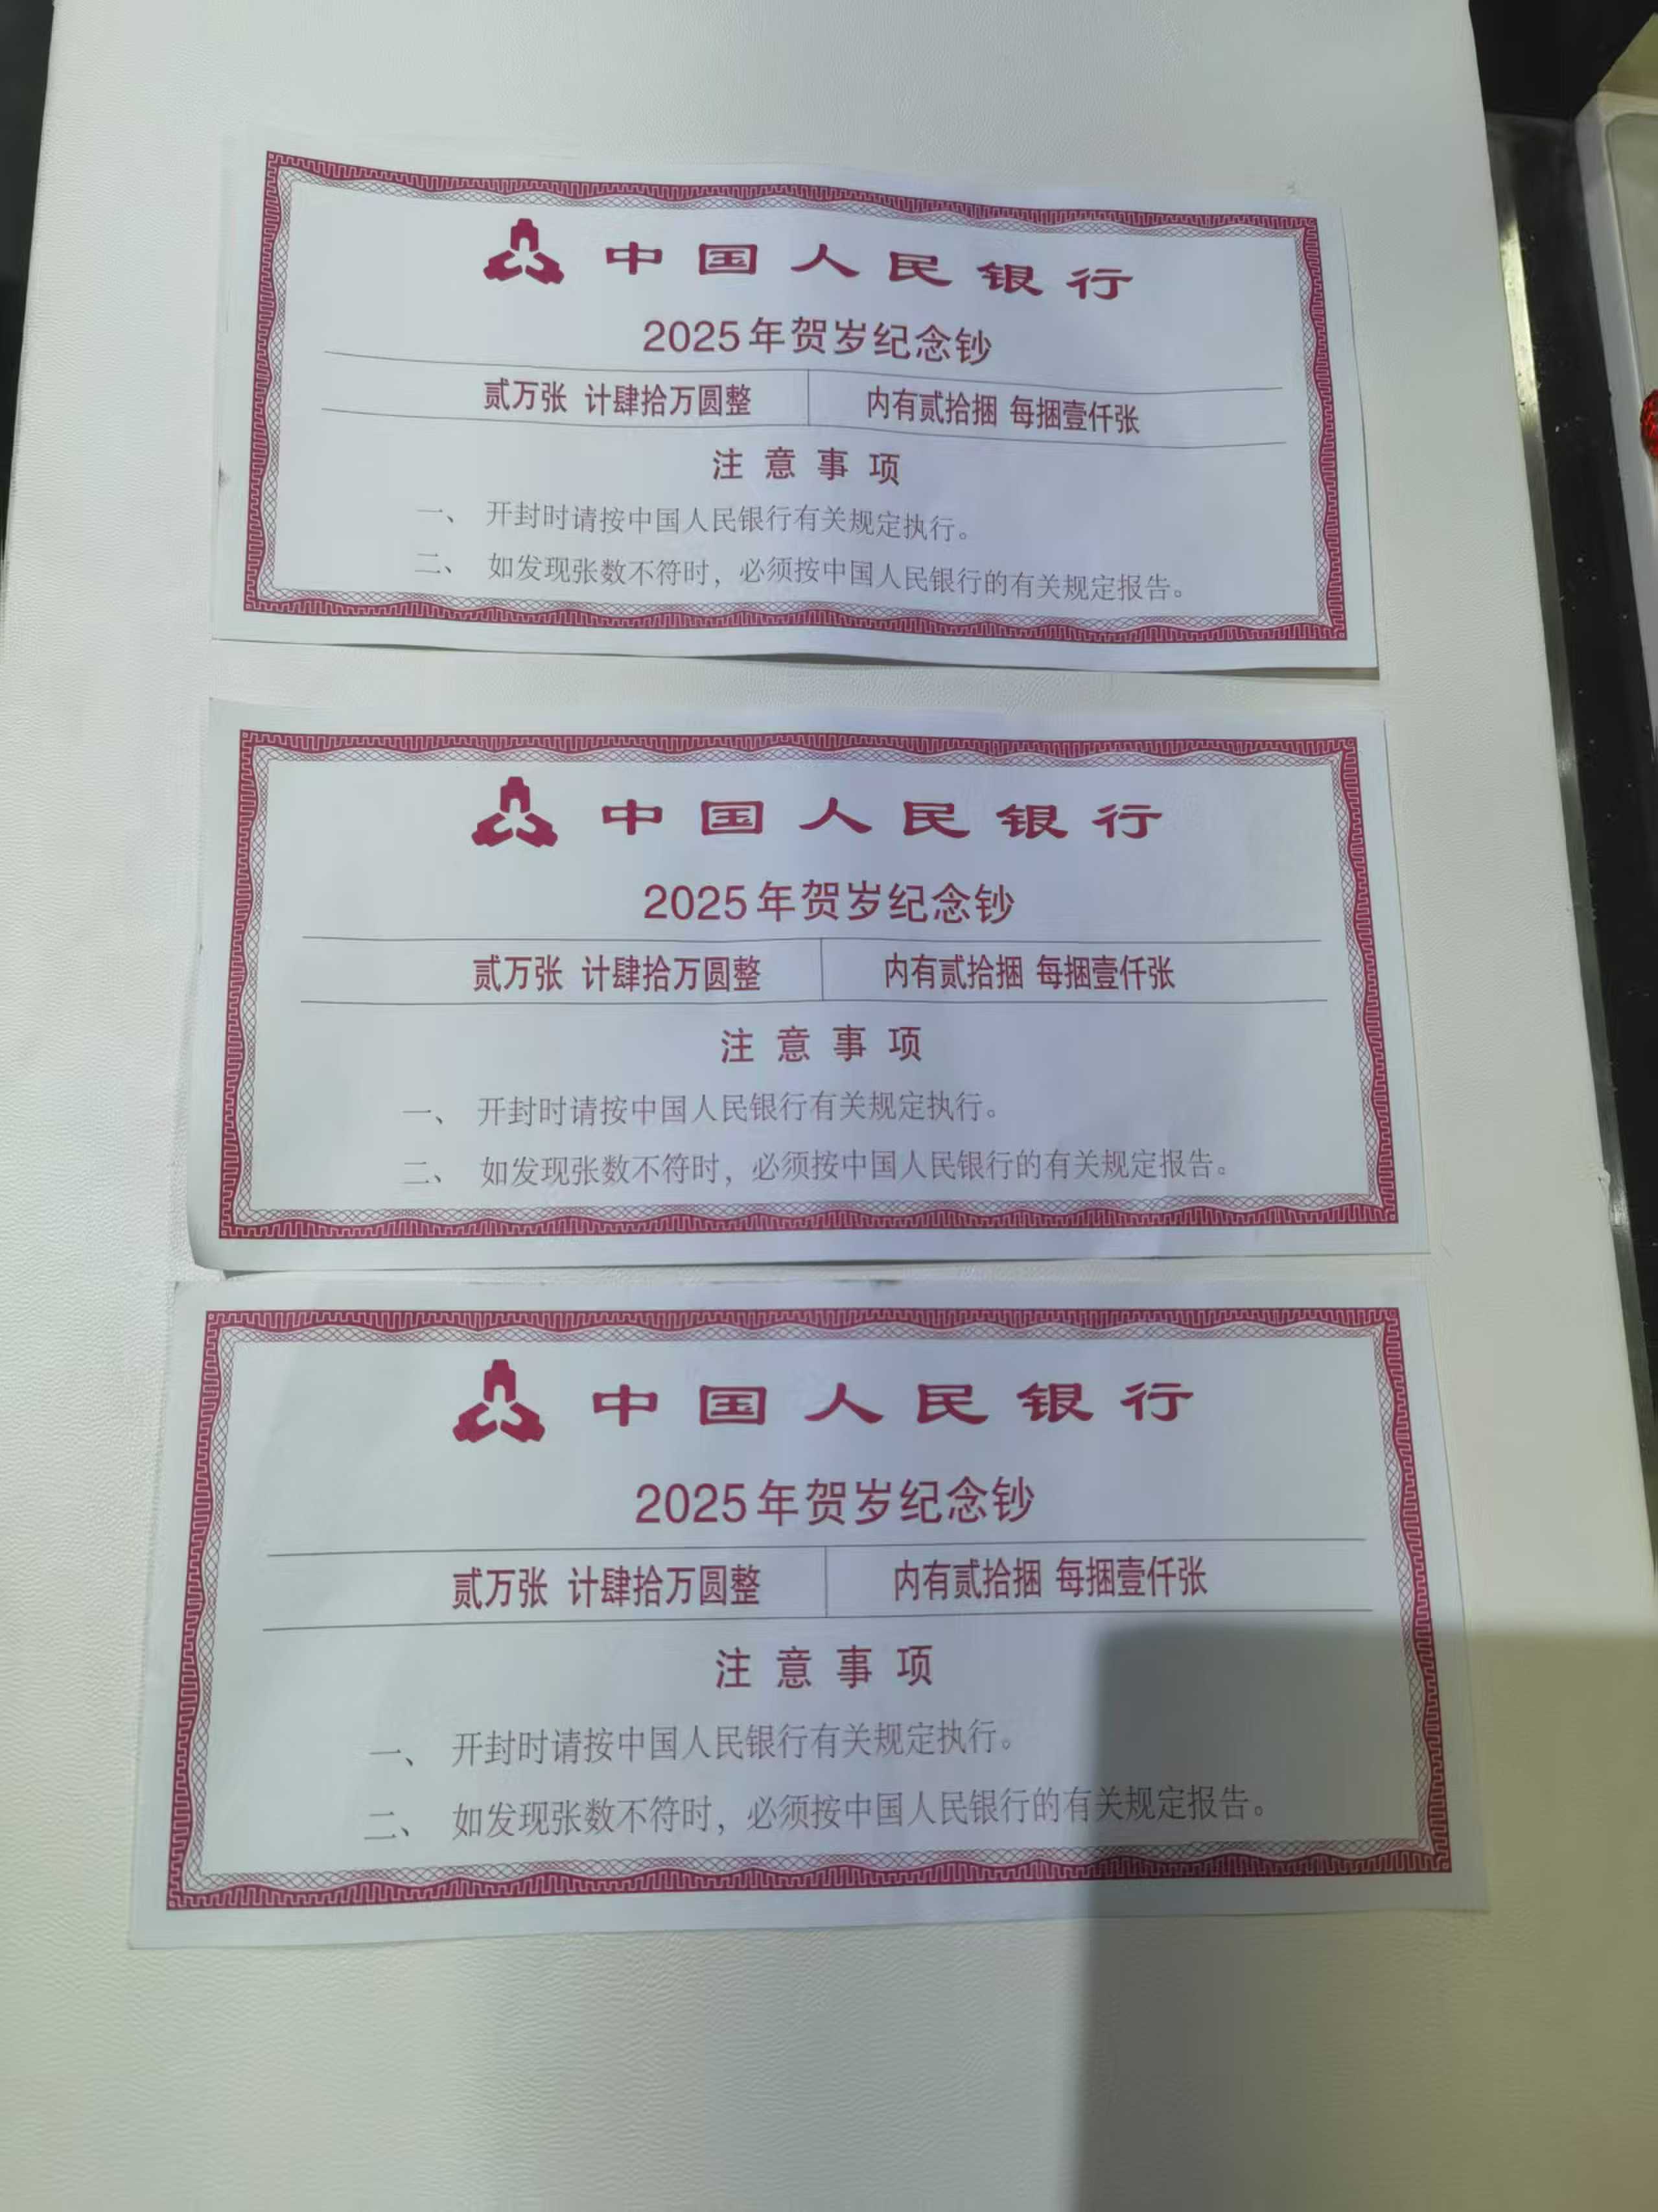 中国人民银行
2025年贺岁纪念钞
贰万张 计肆拾万圆整 内有贰拾捆 每捆壹仟张
注意事项
一、 开封时请按中国人民银行有关规定执行。
二、 如发现张数不符时，必须按中国人民银行的有关规定报告。
中国人民银行
2025年贺岁纪念钞
贰万张 计肆拾万圆整 内有贰拾捆 每捆壹仟张
注意事项
一、 开封时请按中国人民银行有关规定执行。
二、 如发现张数不符时，必须按中国人民银行的有关规定报告。
中国人民银行
2025年贺岁纪念钞
贰万张 计肆拾万圆整 内有贰拾捆 每捆壹仟张
注意事项
一、 开封时请按中国人民银行有关规定执行。
二、 如发现张数不符时，必须按中国人民银行的有关规定报告。